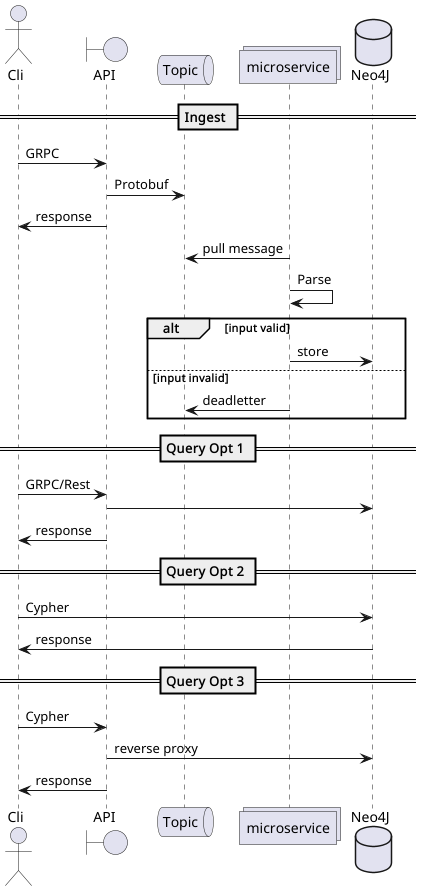 Cli
API
Topic
microservice
Neo4J
Ingest
GRPC
Protobuf
response
pull message
Parse
alt [input valid]
store
[input invalid]
deadletter
Query Opt 1
GRPC/Rest
response
Query Opt 2
Cypher
response
Query Opt 3
Cypher
reverse proxy
response
Cli
API
Topic
microservice
Neo4J